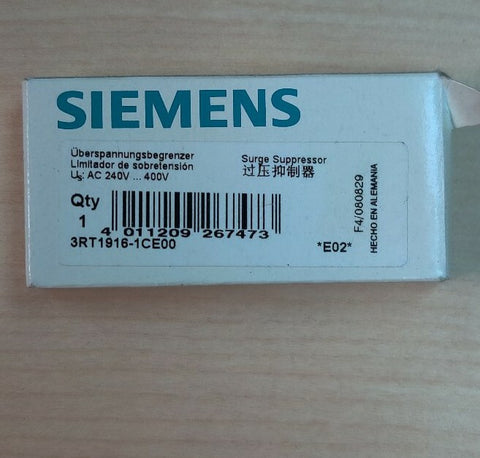 SIEMENS
Überspannungsbegrenzer
Limitador de sobretensión
Us: AC 240V ... 400V
Surge Suppressor
过压抑制器
Qty
1
4 011209 267473
3RT1916-1CE00
*E02*
F4/080829
HECHO EN ALEMANIA